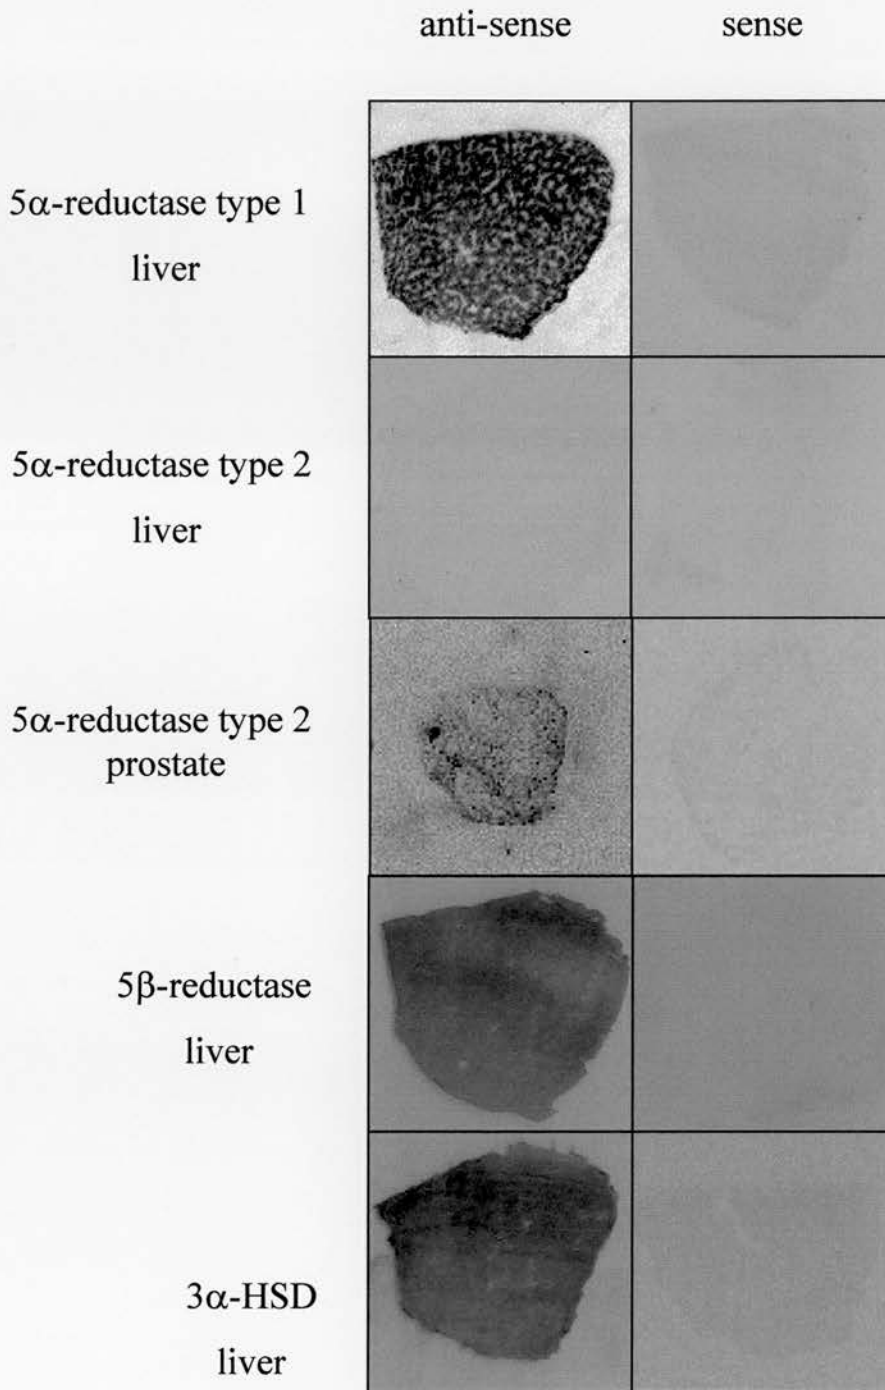 anti-sense sense
5α-reductase type 1
liver
5α-reductase type 2
liver
5α-reductase type 2
prostate
5β-reductase
liver
3α-HSD
liver